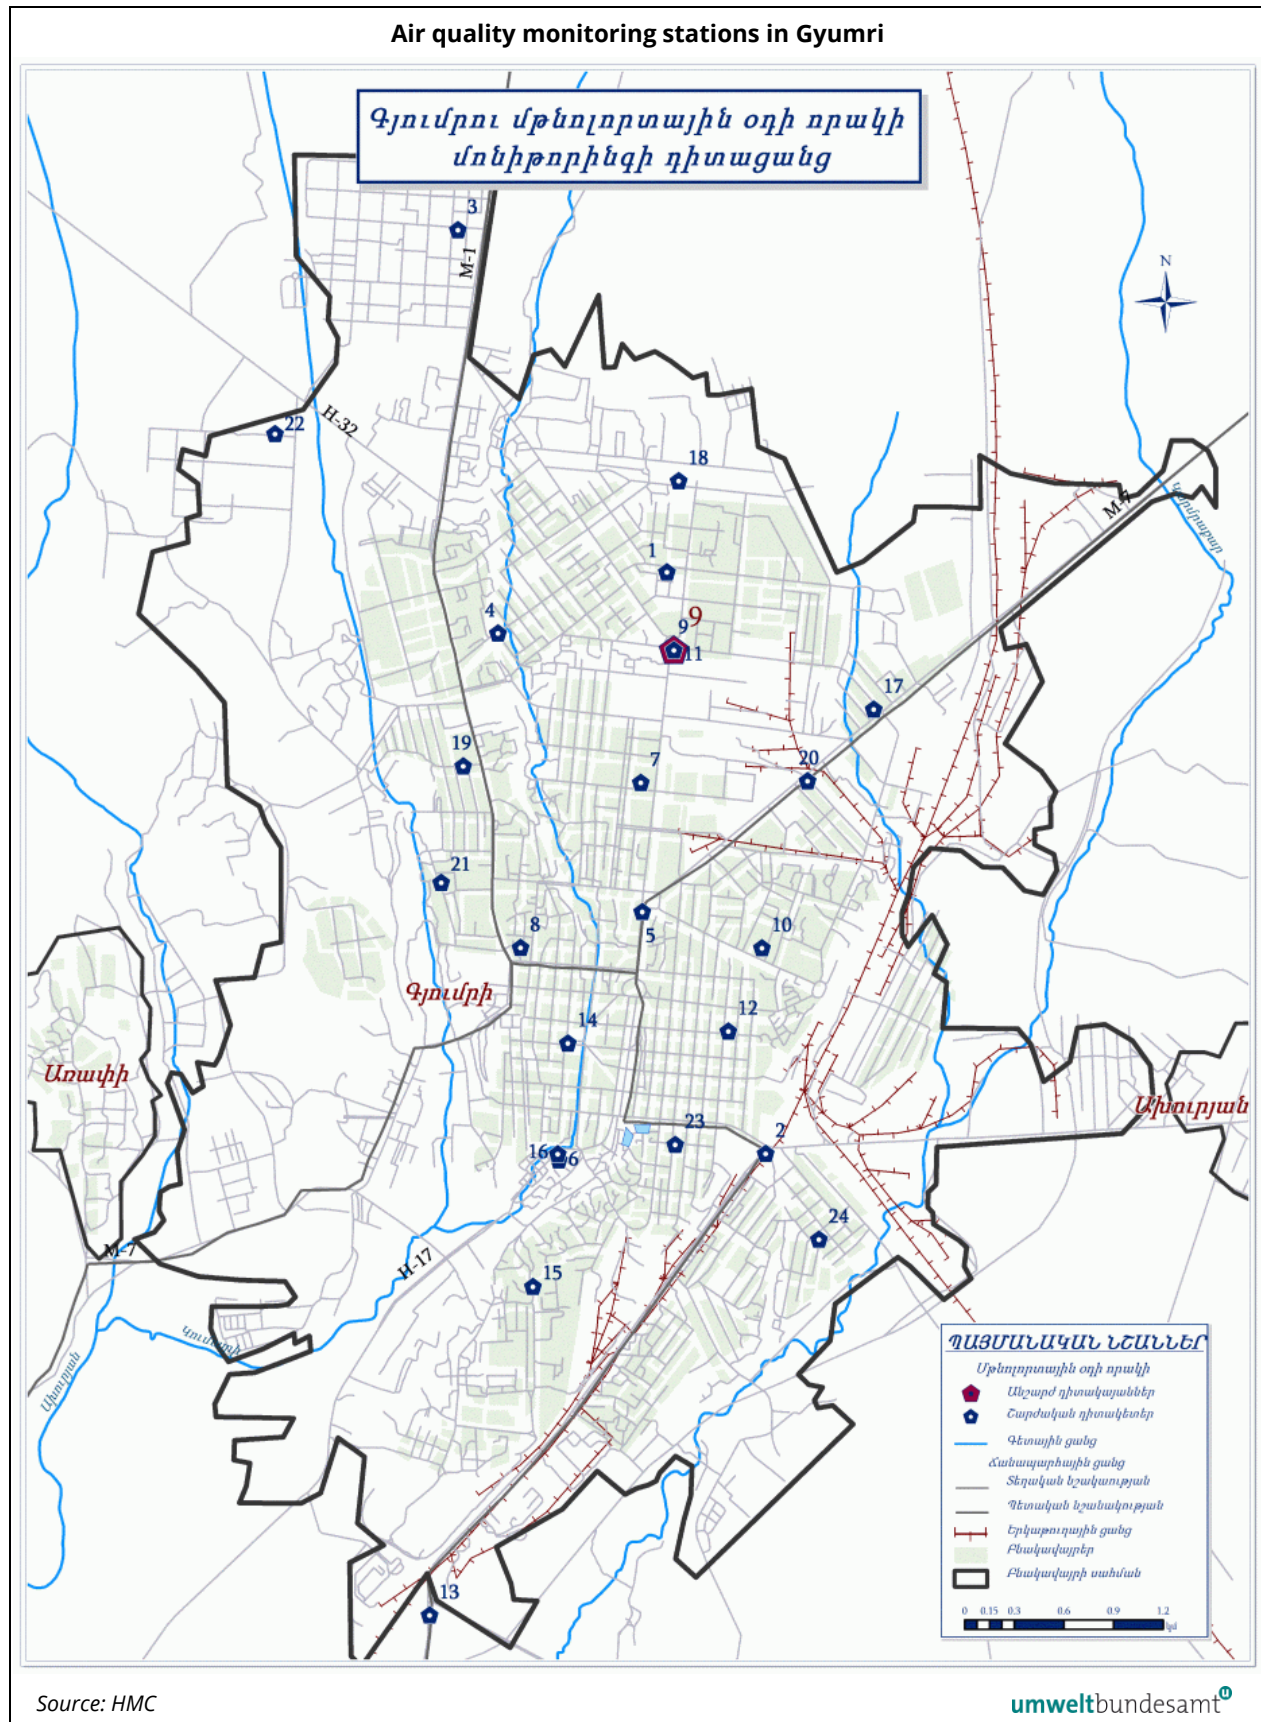 Air quality monitoring stations in Gyumri
Գյումրու մթնոլորտային օդի որակի
մոնիթորինգի դիտացանց
3
M-1
N
H-32
22
18
M-7
1
4
9
9
11
17
19
7
20
21
8
5
10
Գյումրի
14
12
Առափի
Ախուրյան
23
2
16
6
24
M-7
H-17
15
Կումայրի
Ախուրյան
13
ՊԱՅՄԱՆԱԿԱՆ ՆՇԱՆՆԵՐ
Մթնոլորտային օդի որակի
Անշարժ դիտակայաններ
Շարժական դիտակետեր
Գետային ցանց
Ճանապարհային ցանց
Տեղական նշակաության
Պետական նշանակության
Երկաթուղային ցանց
Բնակավայրեր
Բնակավայրի սահման
0 0.15 0.3 0.6 0.9 1.2
կմ
Source: HMC
umweltbundesamt